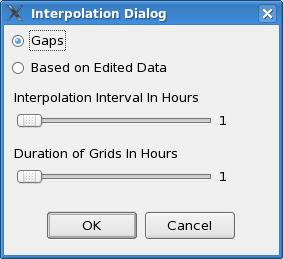 Interpolation Dialog
Gaps
Based on Edited Data
Interpolation Interval In Hours
1
Duration of Grids In Hours
1
OK Cancel